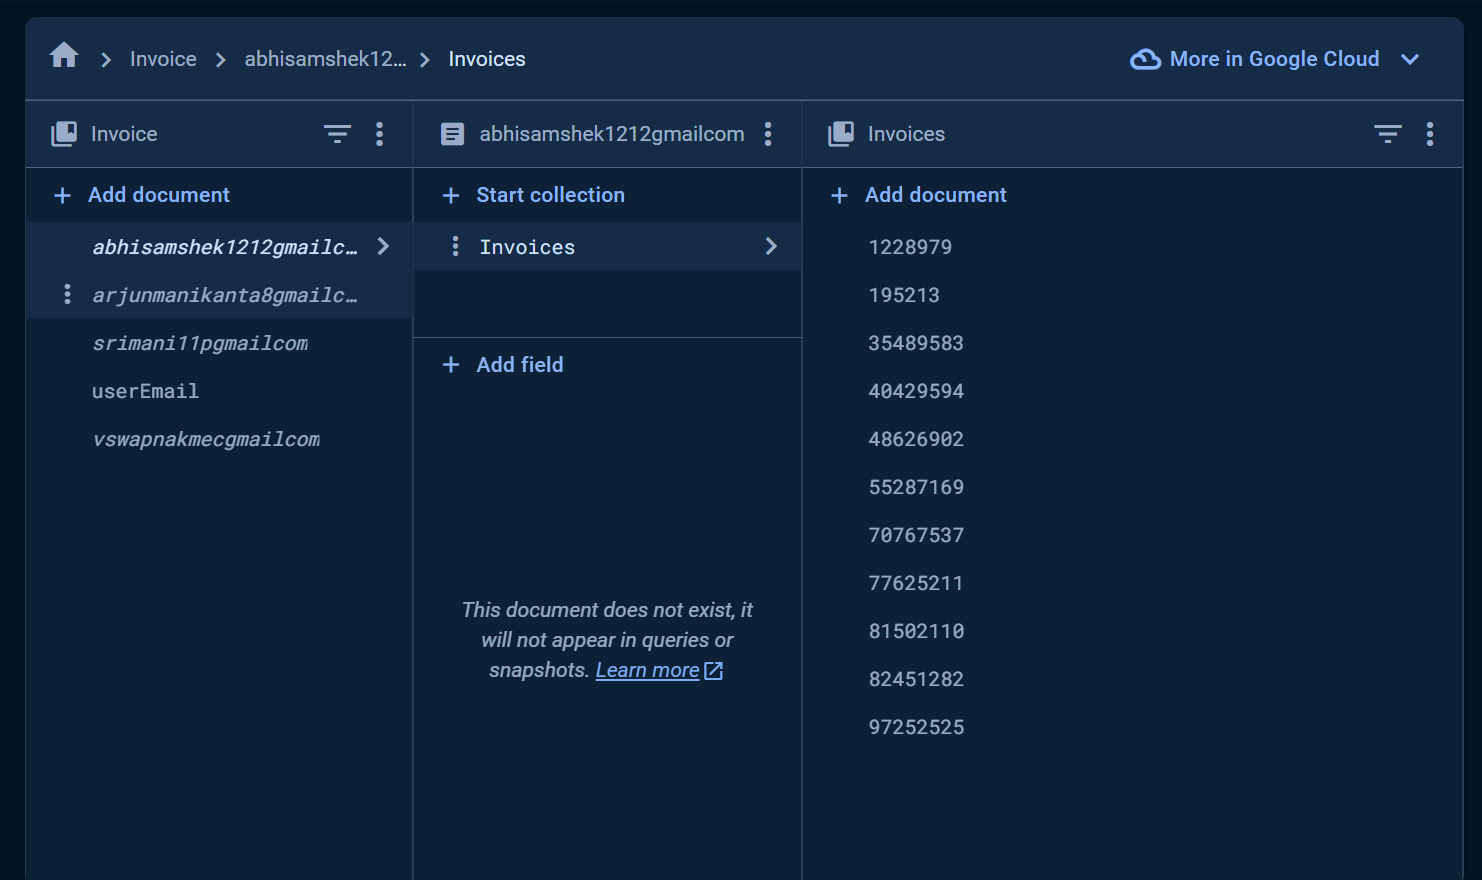 Invoice
abhisamshek12...
Invoices
More in Google Cloud
Invoice
Add document
abhisamshek1212gmailc...
arjunmanikanta8gmailc...
srimani11pgmailcom
userEmail
vswapnakmecgmailcom
abhisamshek1212gmailcom
Start collection
Invoices
Add field
This document does not exist, it
will not appear in queries or
snapshots. Learn more
Invoices
Add document
1228979
195213
35489583
40429594
48626902
55287169
70767537
77625211
81502110
82451282
97252525